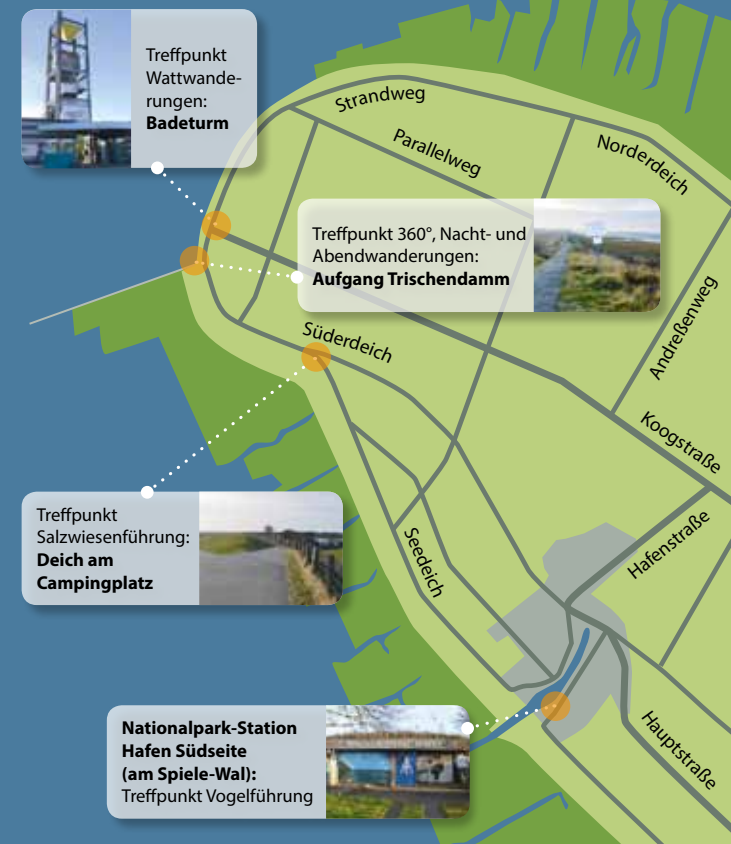 Treffpunkt
Wattwande-
rungen:
Badeturm
Strandweg
Parallelweg
Norderdeich
Treffpunkt 360°, Nacht- und
Abendwanderungen:
Aufgang Trischendamm
Andreßenweg
Süderdeich
Koogstraße
Treffpunkt
Salzwiesenführung:
Deich am
Campingplatz
Seedeich
Hafenstraße
Nationalpark-Station
Hafen Südseite
(am Spiele-Wal):
Treffpunkt Vogelführung
Hauptstraße